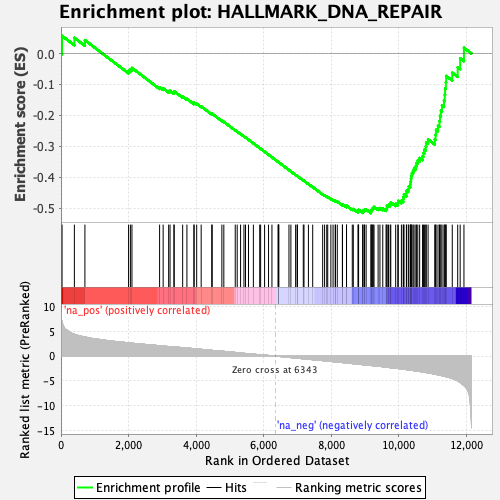 Enrichment plot: HALLMARK_DNA_REPAIR
Enrichment score (ES)
0.0
-0.1
-0.2
-0.3
-0.4
-0.5
'na_pos' (positively correlated)
Ranked list metric (PreRanked)
10
5
0
-5
-10
-15
Zero cross at 6343
'na_neg' (negatively correlated)
0
2,000
4,000
6,000
8,000
10,000
12,000
Rank in Ordered Dataset
Enrichment profile
Hits
Ranking metric scores